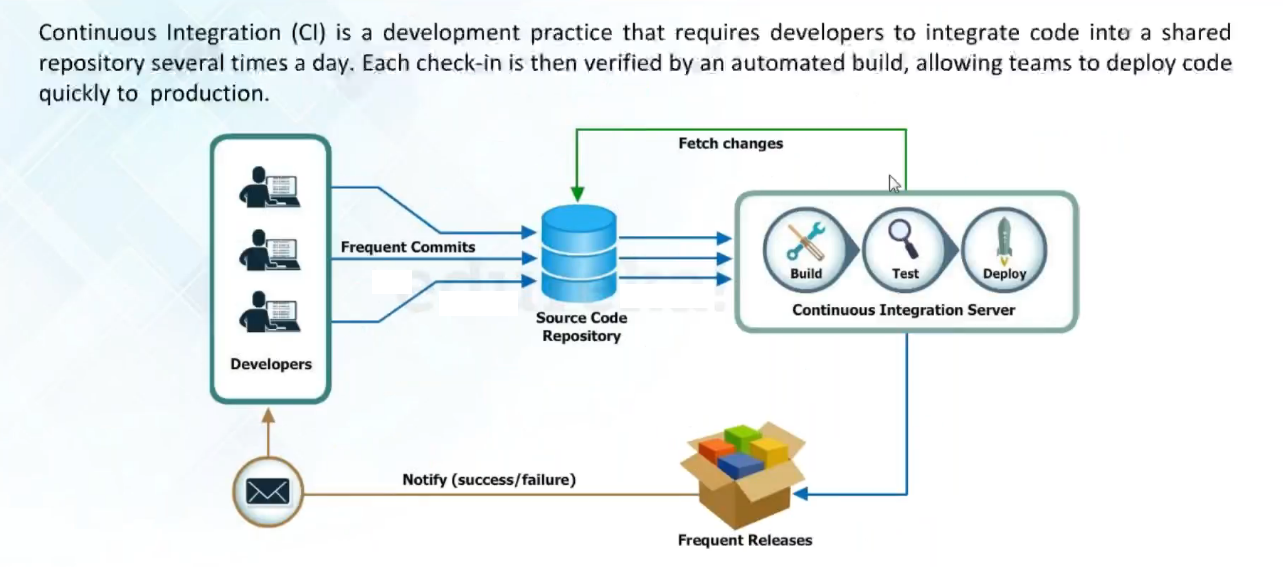 Continuous Integration (CI) is a development practice that requires developers to integrate code into a shared
repository several times a day. Each check-in is then verified by an automated build, allowing teams to deploy code
quickly to production.
Fetch changes
Frequent Commits
Build
Test
Deploy
Continuous Integration Server
Source Code
Repository
Developers
Notify (success/failure)
Frequent Releases